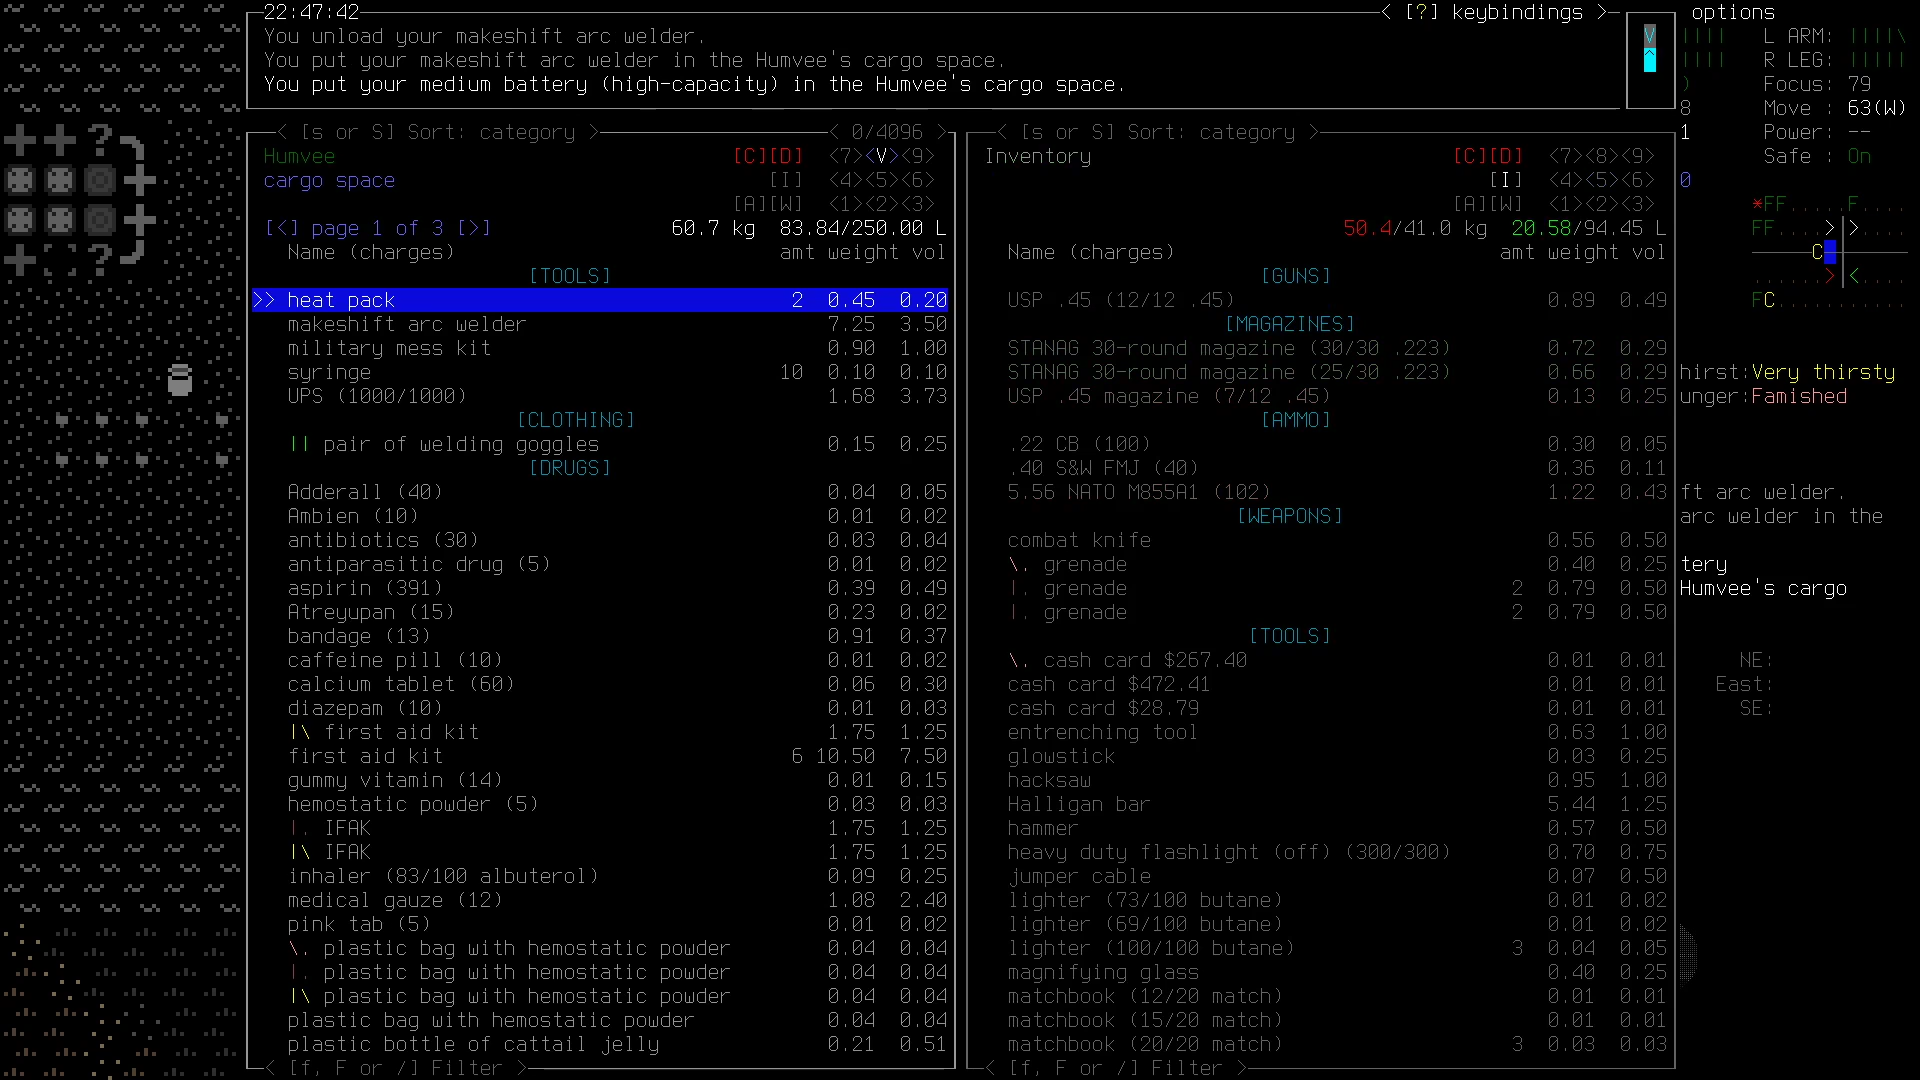 22:47:42 < [?] keybindings > options
You unload your makeshift arc welder.
You put your makeshift arc welder in the Humvee's cargo space.
You put your medium battery (high-capacity) in the Humvee's cargo space.
L ARM: ||||\
R LEG: |||||
Focus: 79
8 Move : 63(W)
1 Power: --
Safe : On
0
< [s or S] Sort: category > < 0/4096 >
Humvee [C][D] <7><V><9>
cargo space [I] <4><5><6>
[A][W] <1><2><3>
[<] page 1 of 3 [>] 60.7 kg 83.84/250.00 L
Name (charges) amt weight vol
[TOOLS]
>> heat pack 2 0.45 0.20
makeshift arc welder 7.25 3.50
military mess kit 0.90 1.00
syringe 10 0.10 0.10
UPS (1000/1000) 1.68 3.73
[CLOTHING]
|| pair of welding goggles 0.15 0.25
[DRUGS]
Adderall (40) 0.04 0.05
Ambien (10) 0.01 0.02
antibiotics (30) 0.03 0.04
antiparasitic drug (5) 0.01 0.02
aspirin (391) 0.39 0.49
Atreyupan (15) 0.23 0.02
bandage (13) 0.91 0.37
caffeine pill (10) 0.01 0.02
calcium tablet (60) 0.06 0.30
diazepam (10) 0.01 0.03
|\ first aid kit 1.75 1.25
first aid kit 6 10.50 7.50
gummy vitamin (14) 0.01 0.15
hemostatic powder (5) 0.03 0.03
|. IFAK 1.75 1.25
|\ IFAK 1.75 1.25
inhaler (83/100 albuterol) 0.09 0.25
medical gauze (12) 1.08 2.40
pink tab (5) 0.01 0.02
\. plastic bag with hemostatic powder 0.04 0.04
|. plastic bag with hemostatic powder 0.04 0.04
|\ plastic bag with hemostatic powder 0.04 0.04
plastic bag with hemostatic powder 0.04 0.04
plastic bottle of cattail jelly 0.21 0.51
< [f, F or /] Filter >
< [s or S] Sort: category >
Inventory [C][D] <7><8><9>
[I] <4><5><6>
[A][W] <1><2><3>
50.4/41.0 kg 20.58/94.45 L
Name (charges) amt weight vol
[GUNS]
USP .45 (12/12 .45) 0.89 0.49
[MAGAZINES]
STANAG 30-round magazine (30/30 .223) 0.72 0.29
STANAG 30-round magazine (25/30 .223) 0.66 0.29
USP .45 magazine (7/12 .45) 0.13 0.25
[AMMO]
.22 CB (100) 0.30 0.05
.40 S&W FMJ (40) 0.36 0.11
5.56 NATO M855A1 (102) 1.22 0.43
[WEAPONS]
combat knife 0.56 0.50
\. grenade 0.40 0.25
|. grenade 2 0.79 0.50
|. grenade 2 0.79 0.50
[TOOLS]
\. cash card $267.40 0.01 0.01
cash card $472.41 0.01 0.01
cash card $28.79 0.01 0.01
entrenching tool 0.63 1.00
glowstick 0.03 0.25
hacksaw 0.95 1.00
Halligan bar 5.44 1.25
hammer 0.57 0.50
heavy duty flashlight (off) (300/300) 0.70 0.75
jumper cable 0.07 0.50
lighter (73/100 butane) 0.01 0.02
lighter (69/100 butane) 0.01 0.02
lighter (100/100 butane) 3 0.04 0.05
magnifying glass 0.40 0.25
matchbook (12/20 match) 0.01 0.01
matchbook (15/20 match) 0.01 0.01
matchbook (20/20 match) 3 0.03 0.03
< [f, F or /] Filter >
*FF.....F....
FF....>|>....
C
.....>|<....
FC...........
hirst:Very thirsty
unger:Famished
ft arc welder.
arc welder in the
tery
Humvee's cargo
NE:
East:
SE: